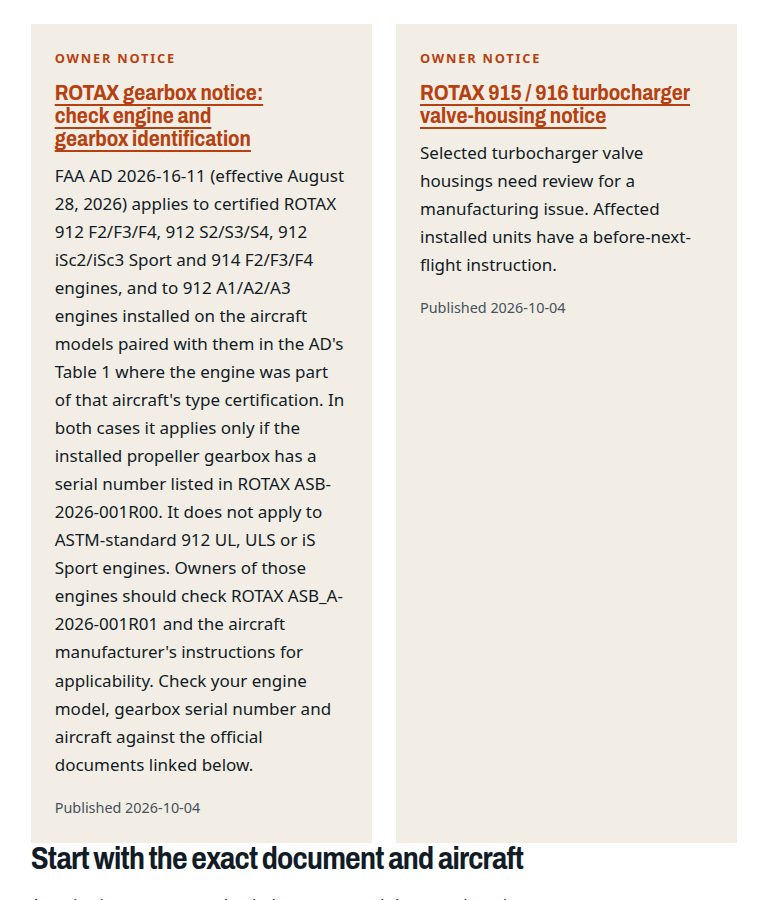 OWNER NOTICE
ROTAX gearbox notice:
check engine and
gearbox identification
FAA AD 2026-16-11 (effective August
28, 2026) applies to certified ROTAX
912 F2/F3/F4, 912 S2/S3/S4, 912
iSc2/iSc3 Sport and 914 F2/F3/F4
engines, and to 912 A1/A2/A3
engines installed on the aircraft
models paired with them in the AD's
Table 1 where the engine was part
of that aircraft's type certification. In
both cases it applies only if the
installed propeller gearbox has a
serial number listed in ROTAX ASB-
2026-001R00. It does not apply to
ASTM-standard 912 UL, ULS or iS
Sport engines. Owners of those
engines should check ROTAX ASB_A-
2026-001R01 and the aircraft
manufacturer's instructions for
applicability. Check your engine
model, gearbox serial number and
aircraft against the official
documents linked below.
Published 2026-10-04
OWNER NOTICE
ROTAX 915 / 916 turbocharger
valve-housing notice
Selected turbocharger valve
housings need review for a
manufacturing issue. Affected
installed units have a before-next-
flight instruction.
Published 2026-10-04
Start with the exact document and aircraft